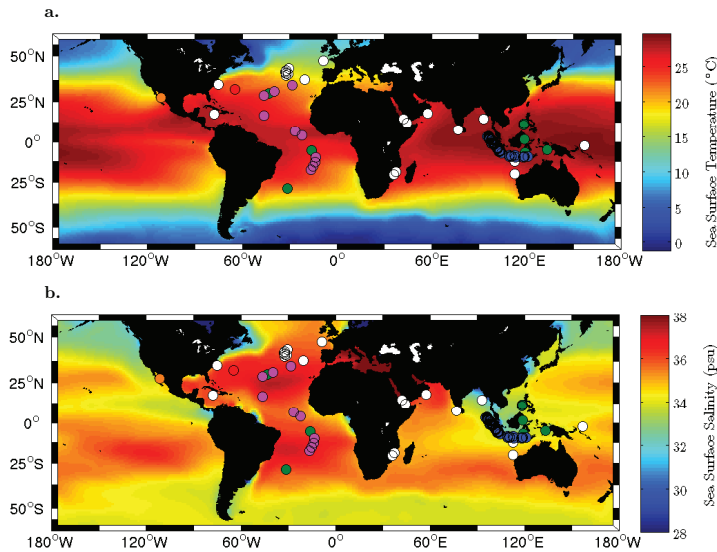 a.
50°N
25°N
0°
25°S
50°S
180°W 120°W 60°W 0° 60°E 120°E 180°W
25
20
15
10
5
0
Sea Surface Temperature (°C)
b.
50°N
25°N
0°
25°S
50°S
180°W 120°W 60°W 0° 60°E 120°E 180°W
38
36
34
32
30
28
Sea Surface Salinity (psu)